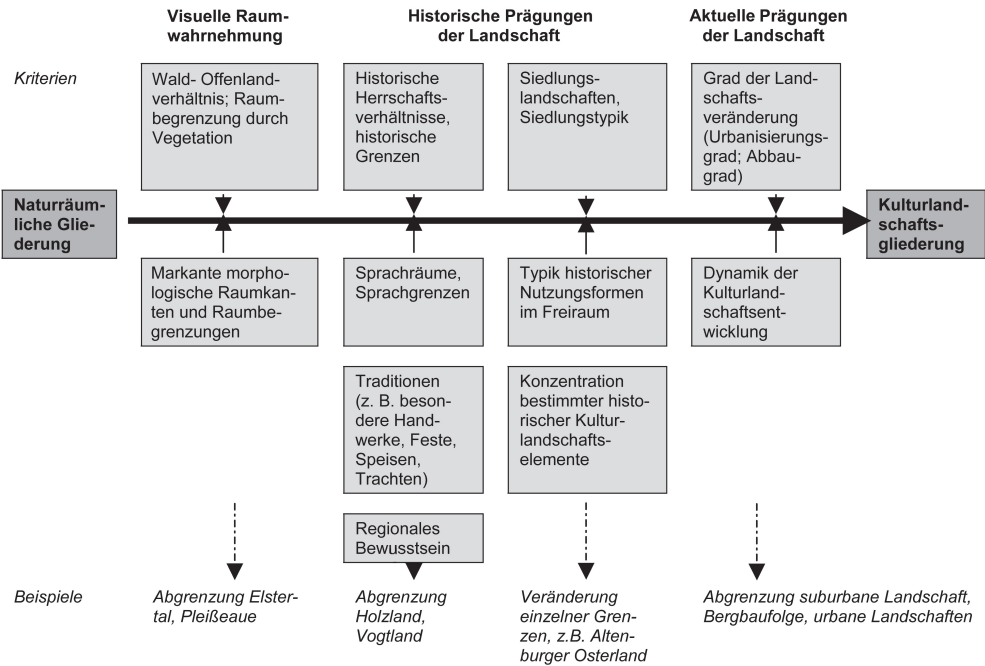 Visuelle Raum-
wahrnehmung
Historische Prägungen
der Landschaft
Aktuelle Prägungen
der Landschaft
Kriterien
Wald- Offenland-
verhältnis; Raum-
begrenzung durch
Vegetation
Historische
Herrschafts-
verhältnisse,
historische
Grenzen
Siedlungs-
landschaften,
Siedlungstypik
Grad der Land-
schafts-
veränderung
(Urbanisierungs-
grad; Abbau-
grad)
Naturräum-
liche Glie-
derung
Kulturland-
schafts-
gliederung
Markante morpho-
logische Raumkan-
ten und Raumbe-
grenzungen
Sprachräume,
Sprachgrenzen
Typik historischer
Nutzungsformen
im Freiraum
Dynamik der
Kulturland-
schaftsent-
wicklung
Traditionen
(z. B. beson-
dere Hand-
werke, Feste,
Speisen,
Trachten)
Konzentration
bestimmter histo-
rischer Kultur-
landschafts-
elemente
Regionales
Bewusstsein
Beispiele
Abgrenzung Elster-
tal, Pleißeaue
Abgrenzung
Holzland,
Vogtland
Veränderung
einzelner Gren-
zen, z.B. Alten-
burger Osterland
Abgrenzung suburbane Landschaft,
Bergbaufolge, urbane Landschaften